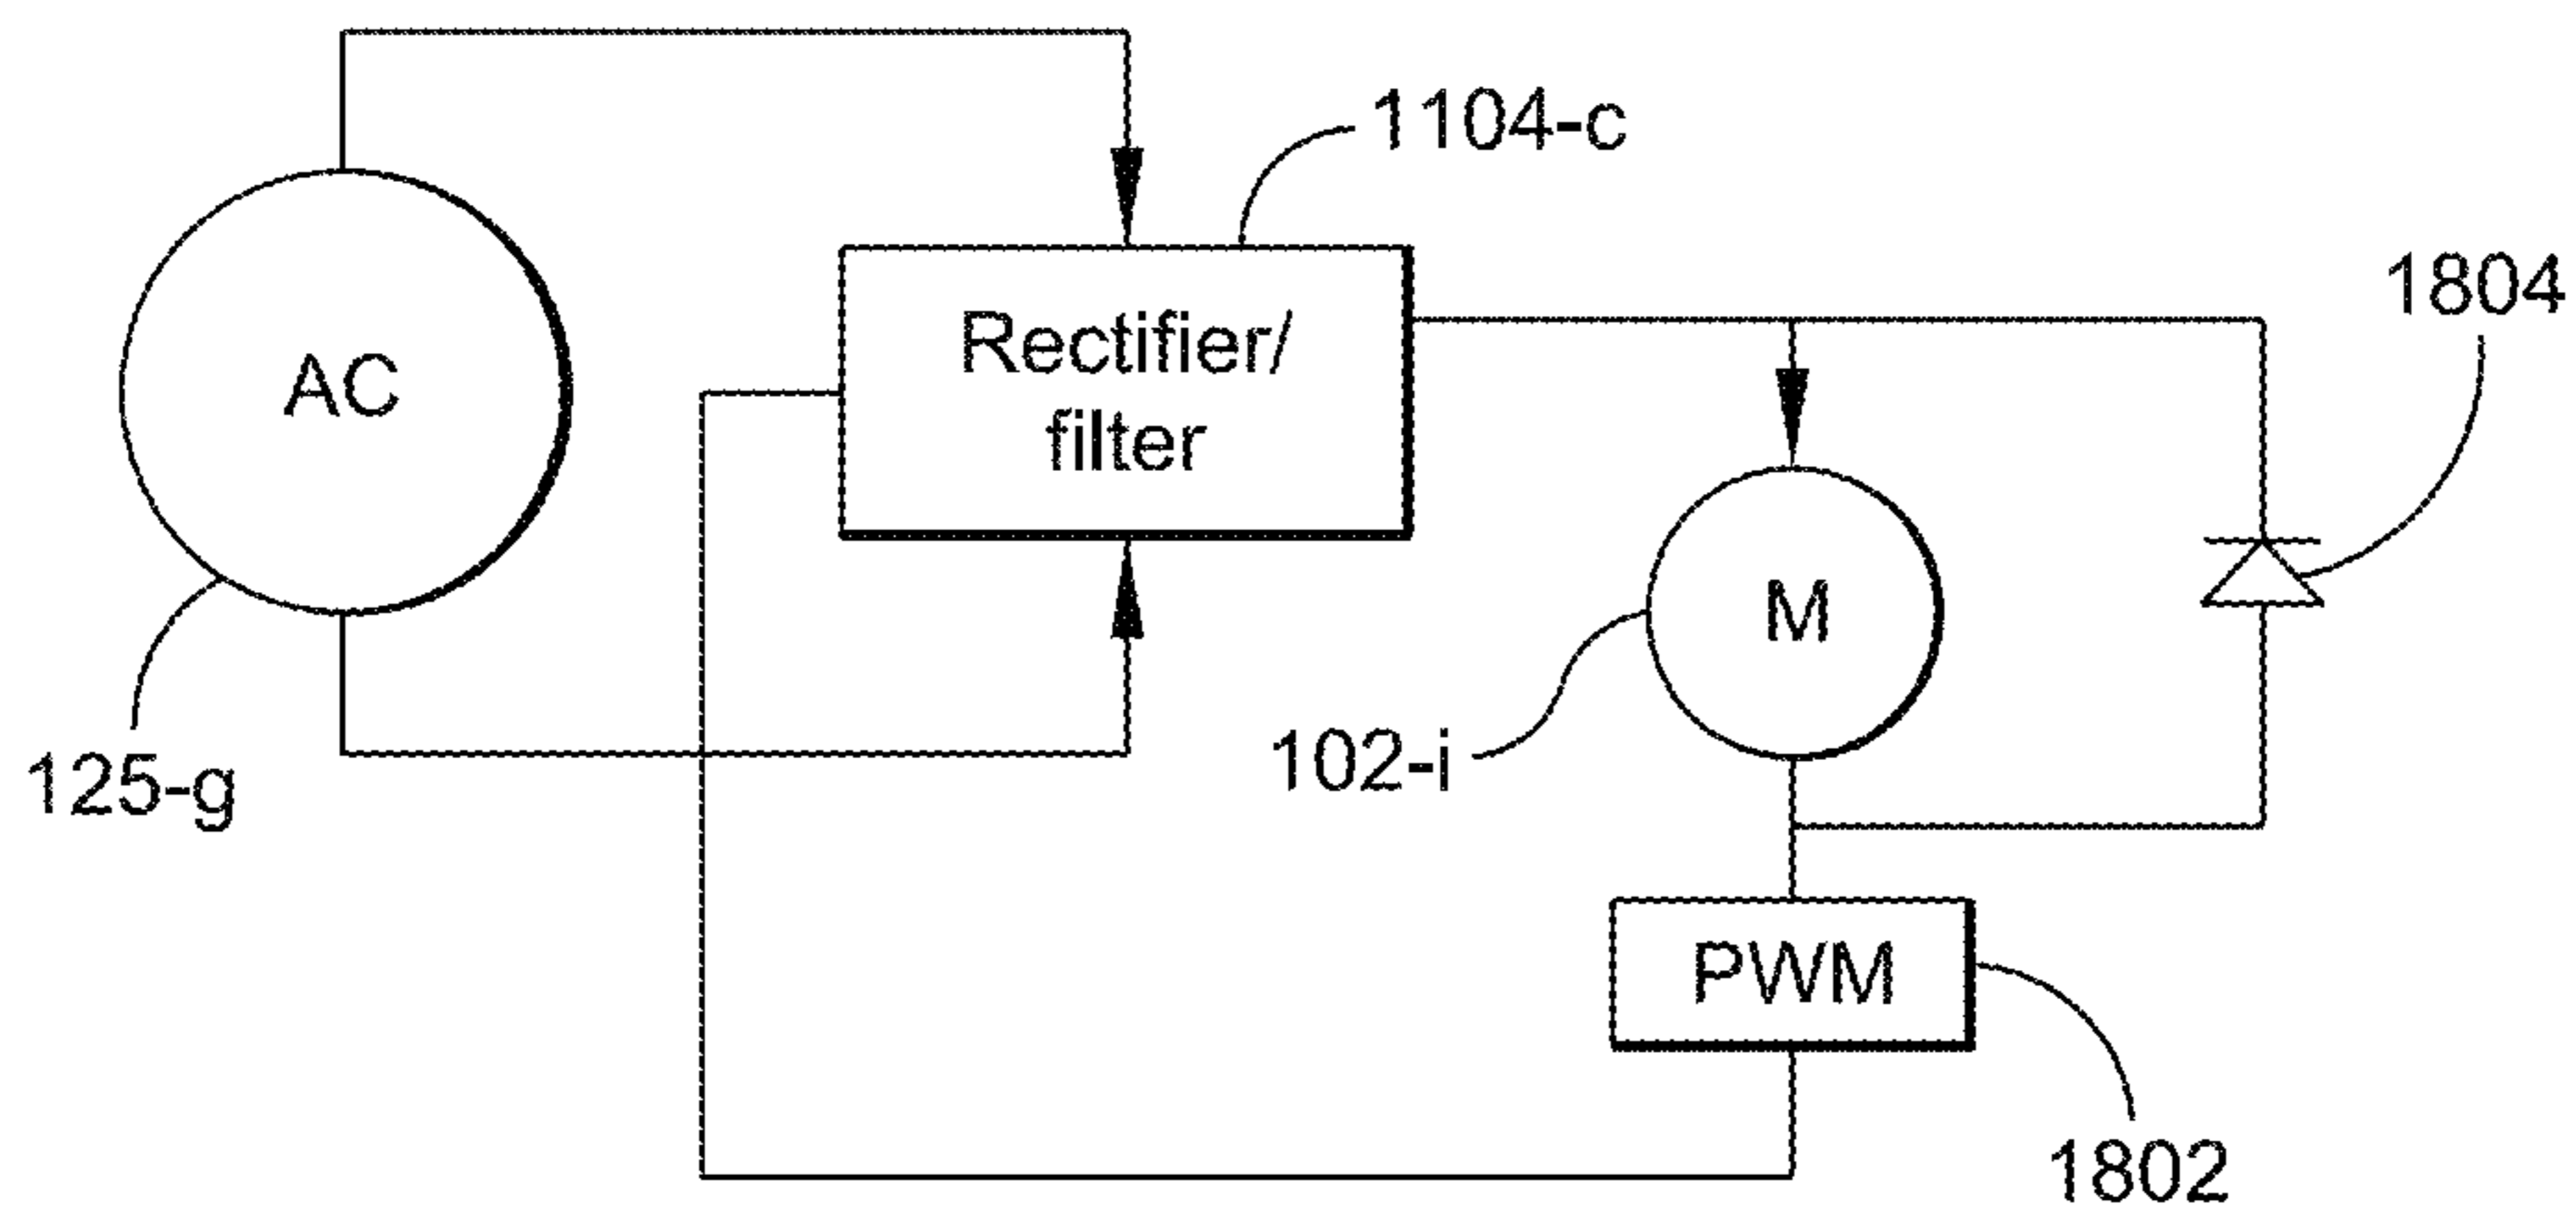 1104-c
1804
Rectifier/
filter
AC
M
102-i
125-g
PWM
1802